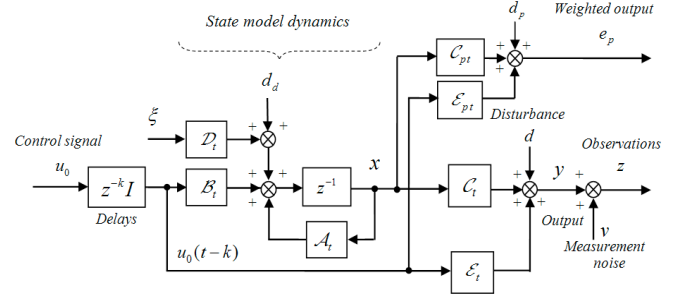 State model dynamics
d_p
Weighted output
e_p
+
+
+
C_pt
E_pt
Disturbance
d_d
ξ
D_t
+
+
Control signal
u_0
z^{-k} I
Delays
B_t
+
+
+
z^{-1}
x
C_t
d
+
+
+
y
Output
+
+
Observations
z
v
Measurement
noise
A_t
u_0(t−k)
E_t